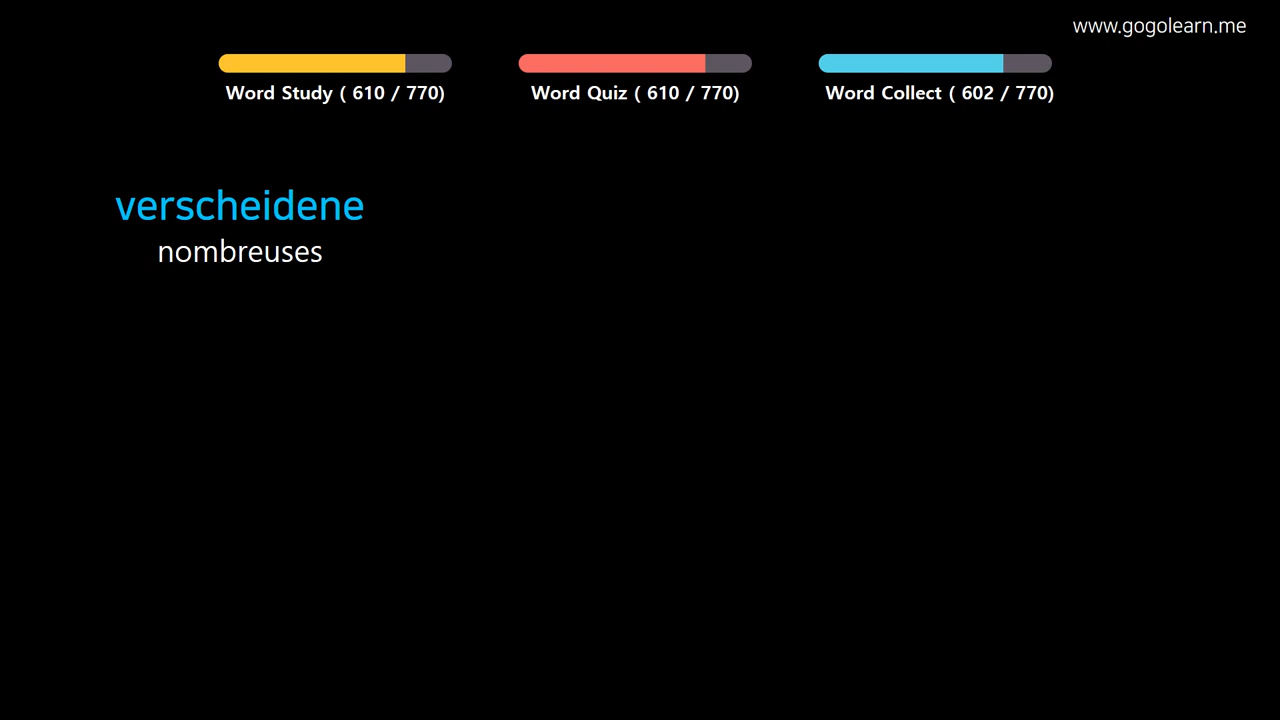 www.gogolearn.me
Word Study ( 610 / 770)
Word Quiz ( 610 / 770)
Word Collect ( 602 / 770)
verscheidene
nombreuses